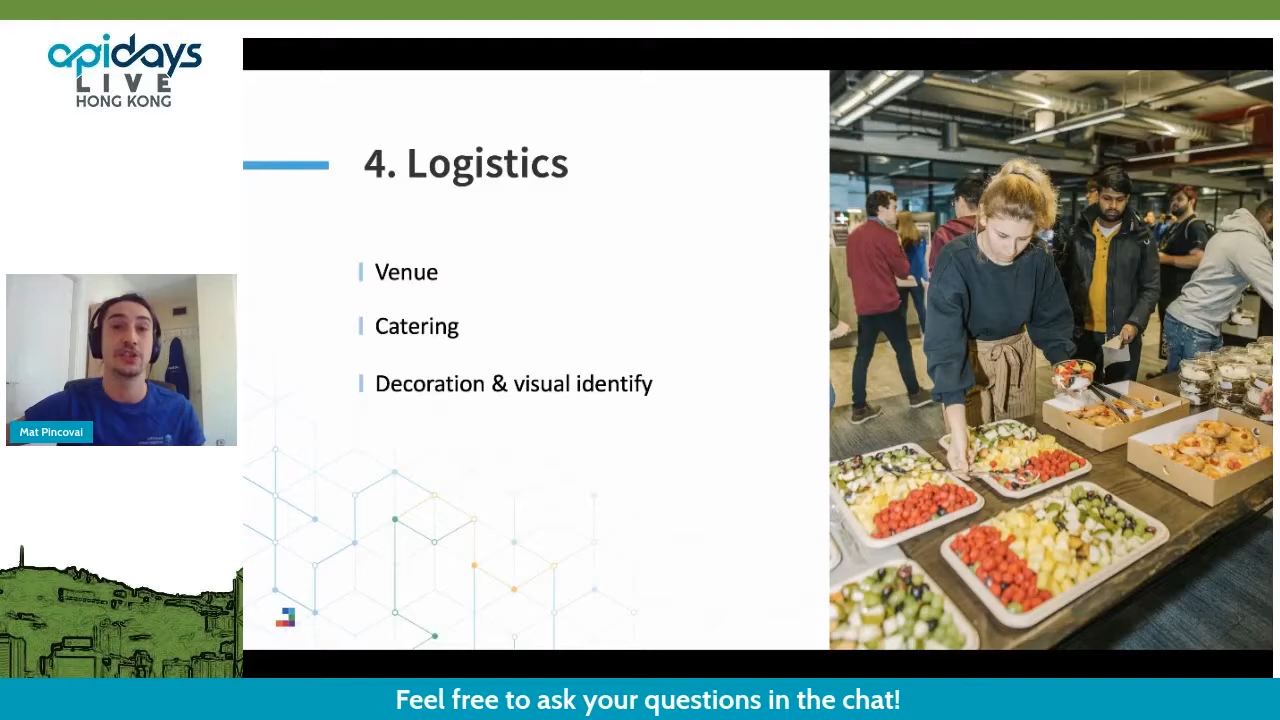 apidays
LIVE
HONG KONG
4. Logistics
Venue
Catering
Decoration & visual identify
Mat Pincovai
Feel free to ask your questions in the chat!